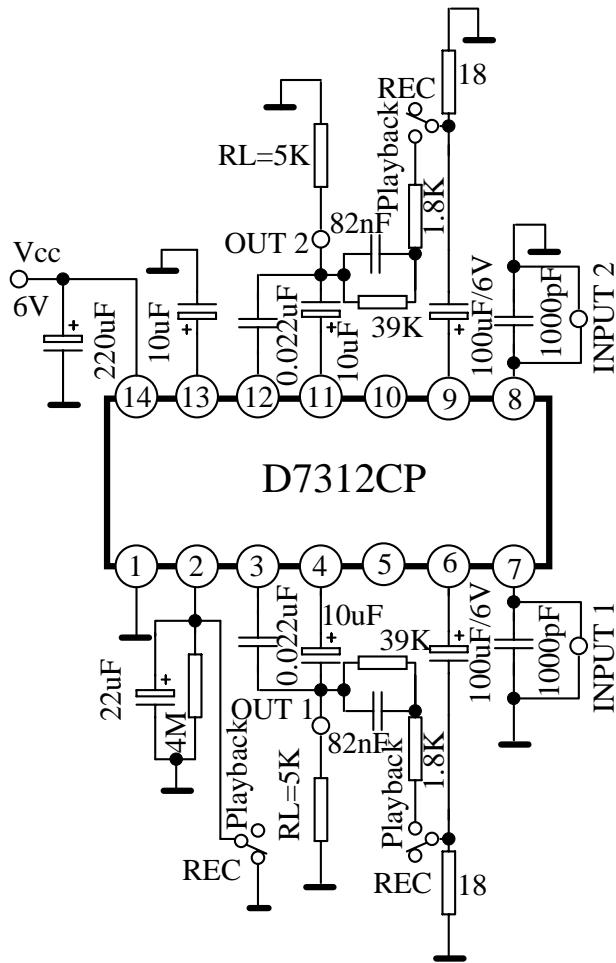 REC
18
Playback
RL=5K
1.8K
82nF
OUT 2
Vcc
6V
220uF
10uF
0.022uF
10uF
39K
100uF/6V
1000pF
INPUT 2
14
13
12
11
10
9
8
D7312CP
1
2
3
4
5
6
7
22uF
4M
0.022uF
10uF
39K
100uF/6V
1000pF
INPUT 1
OUT 1
82nF
1.8K
Playback
REC
RL=5K
Playback
REC
18